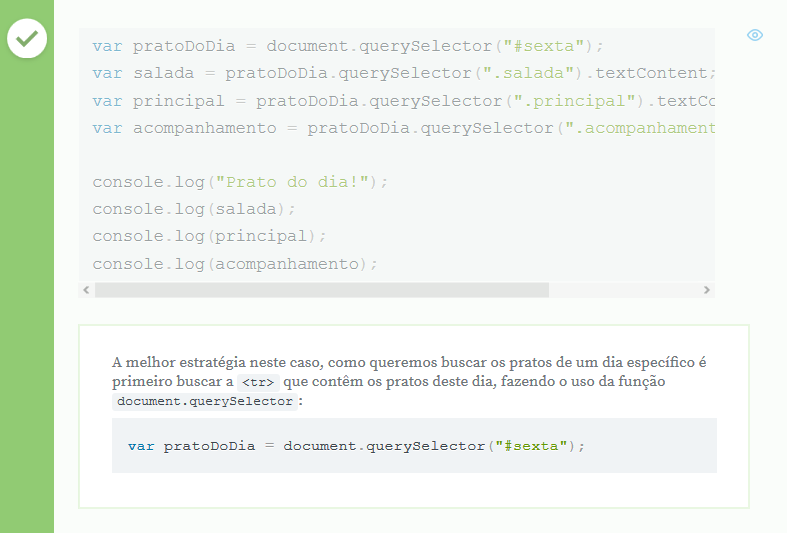 var pratoDoDia = document.querySelector("#sexta");
var salada = pratoDoDia.querySelector(".salada").textContent;
var principal = pratoDoDia.querySelector(".principal").textCo
var acompanhamento = pratoDoDia.querySelector(".acompanhament
console.log("Prato do dia!");
console.log(salada);
console.log(principal);
console.log(acompanhamento);
A melhor estratégia neste caso, como queremos buscar os pratos de um dia específico é
primeiro buscar a <tr> que contêm os pratos deste dia, fazendo o uso da função
document.querySelector:
var pratoDoDia = document.querySelector("#sexta");